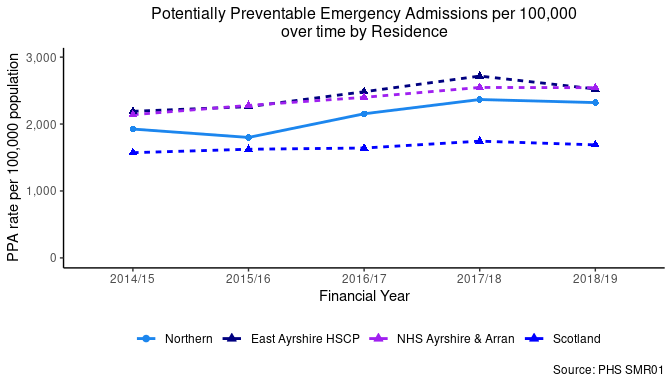 Potentially Preventable Emergency Admissions per 100,000
over time by Residence
PPA rate per 100,000 population
3,000
2,000
1,000
0
2014/15 2015/16 2016/17 2017/18 2018/19
Financial Year
Northern East Ayrshire HSCP NHS Ayrshire & Arran Scotland
Source: PHS SMR01